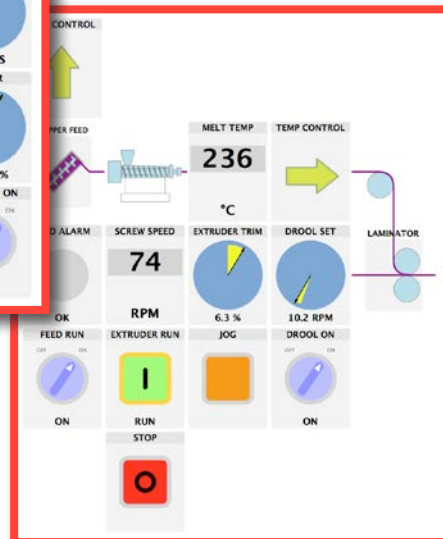 CONTROL
S
R
%
ON
ON
PPER FEED
MELT TEMP
TEMP CONTROL
236
°C
D ALARM
SCREW SPEED
EXTRUDER TRIM
DROOL SET
LAMINATOR
74
OK
RPM
6.3 %
10.2 RPM
FEED RUN
EXTRUDER RUN
JOG
DROOL ON
OFF
ON
OFF
ON
I
ON
RUN
ON
STOP
O